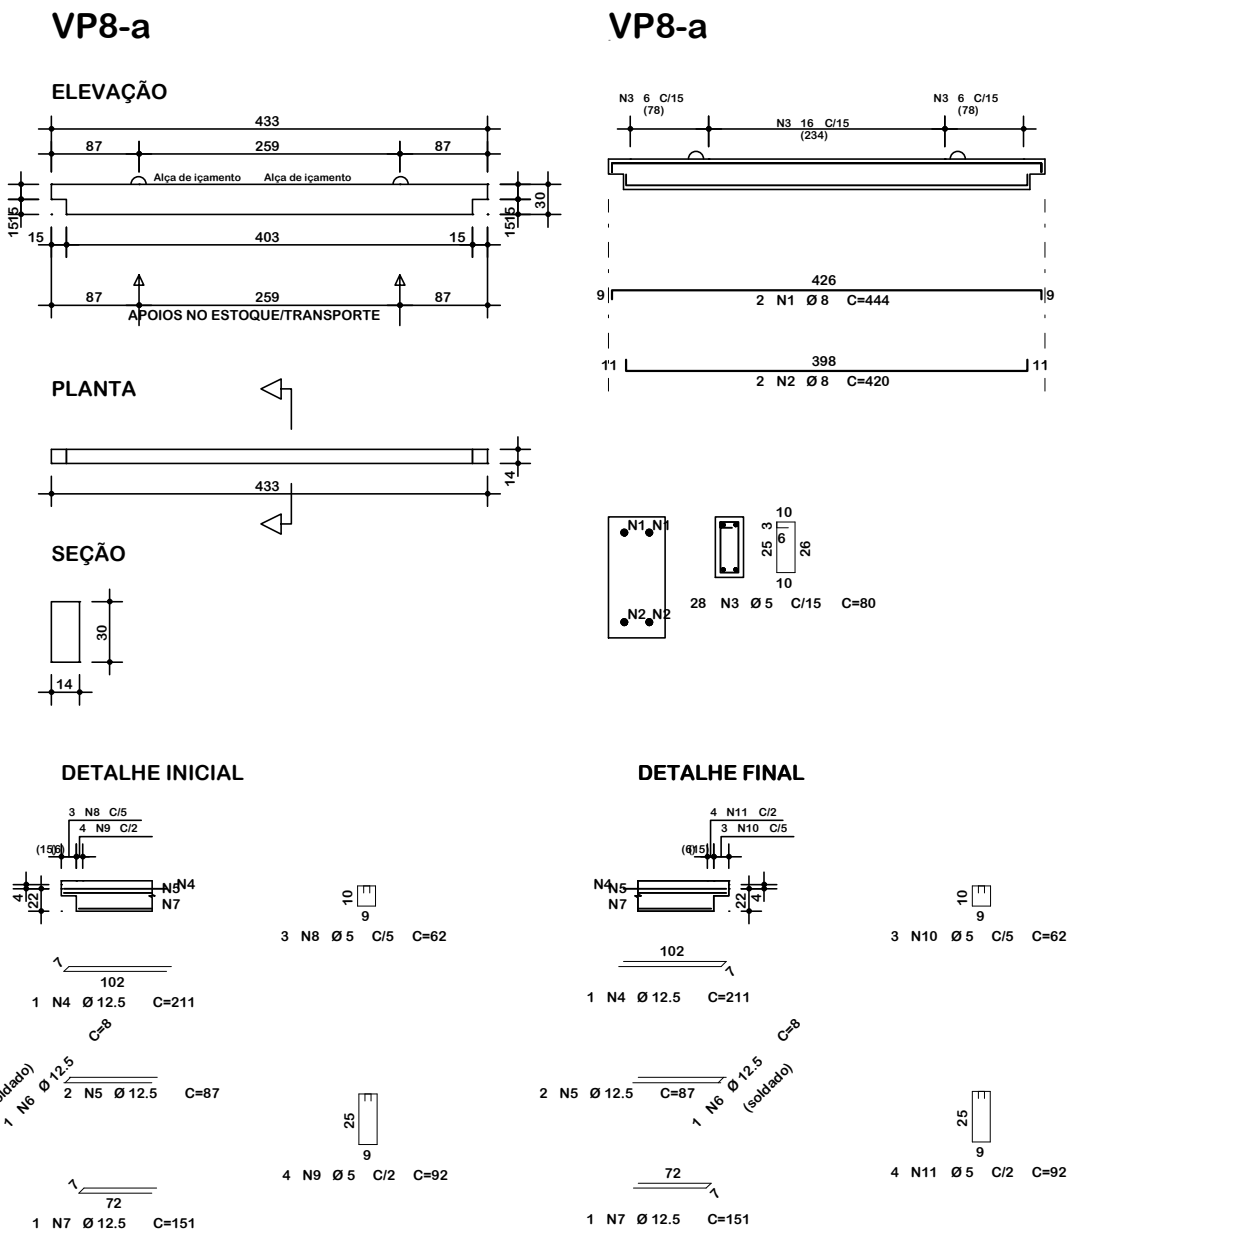 VP8-a
VP8-a
ELEVAÇÃO
433
87 259 87
Alça de içamento Alça de içamento
15 15
15 15
30
15 403 15
87 259 87
APOIOS NO ESTOQUE/TRANSPORTE
N3 6 C/15
(78)
N3 16 C/15
(234)
N3 6 C/15
(78)
426
9 9
2 N1 Ø 8 C=444
398
11 11
2 N2 Ø 8 C=420
PLANTA
433
14
SEÇÃO
30
14
N1 N1
N2 N2
10
3
6
25 26
10
28 N3 Ø 5 C/15 C=80
DETALHE INICIAL
3 N8 C/5
4 N9 C/2
(15) (6)
4 22
N4
N5
N7
10
9
3 N8 Ø 5 C/5 C=62
7
102
1 N4 Ø 12.5 C=211
C=8
1 N6 Ø 12.5
2 N5 Ø 12.5 C=87
25
9
4 N9 Ø 5 C/2 C=92
7
72
1 N7 Ø 12.5 C=151
DETALHE FINAL
4 N11 C/2
3 N10 C/5
(6) (15)
N4
N5
N7
22 4
10
9
3 N10 Ø 5 C/5 C=62
102
7
1 N4 Ø 12.5 C=211
C=8
1 N6 Ø 12.5
(soldado)
2 N5 Ø 12.5 C=87
25
9
4 N11 Ø 5 C/2 C=92
72
7
1 N7 Ø 12.5 C=151